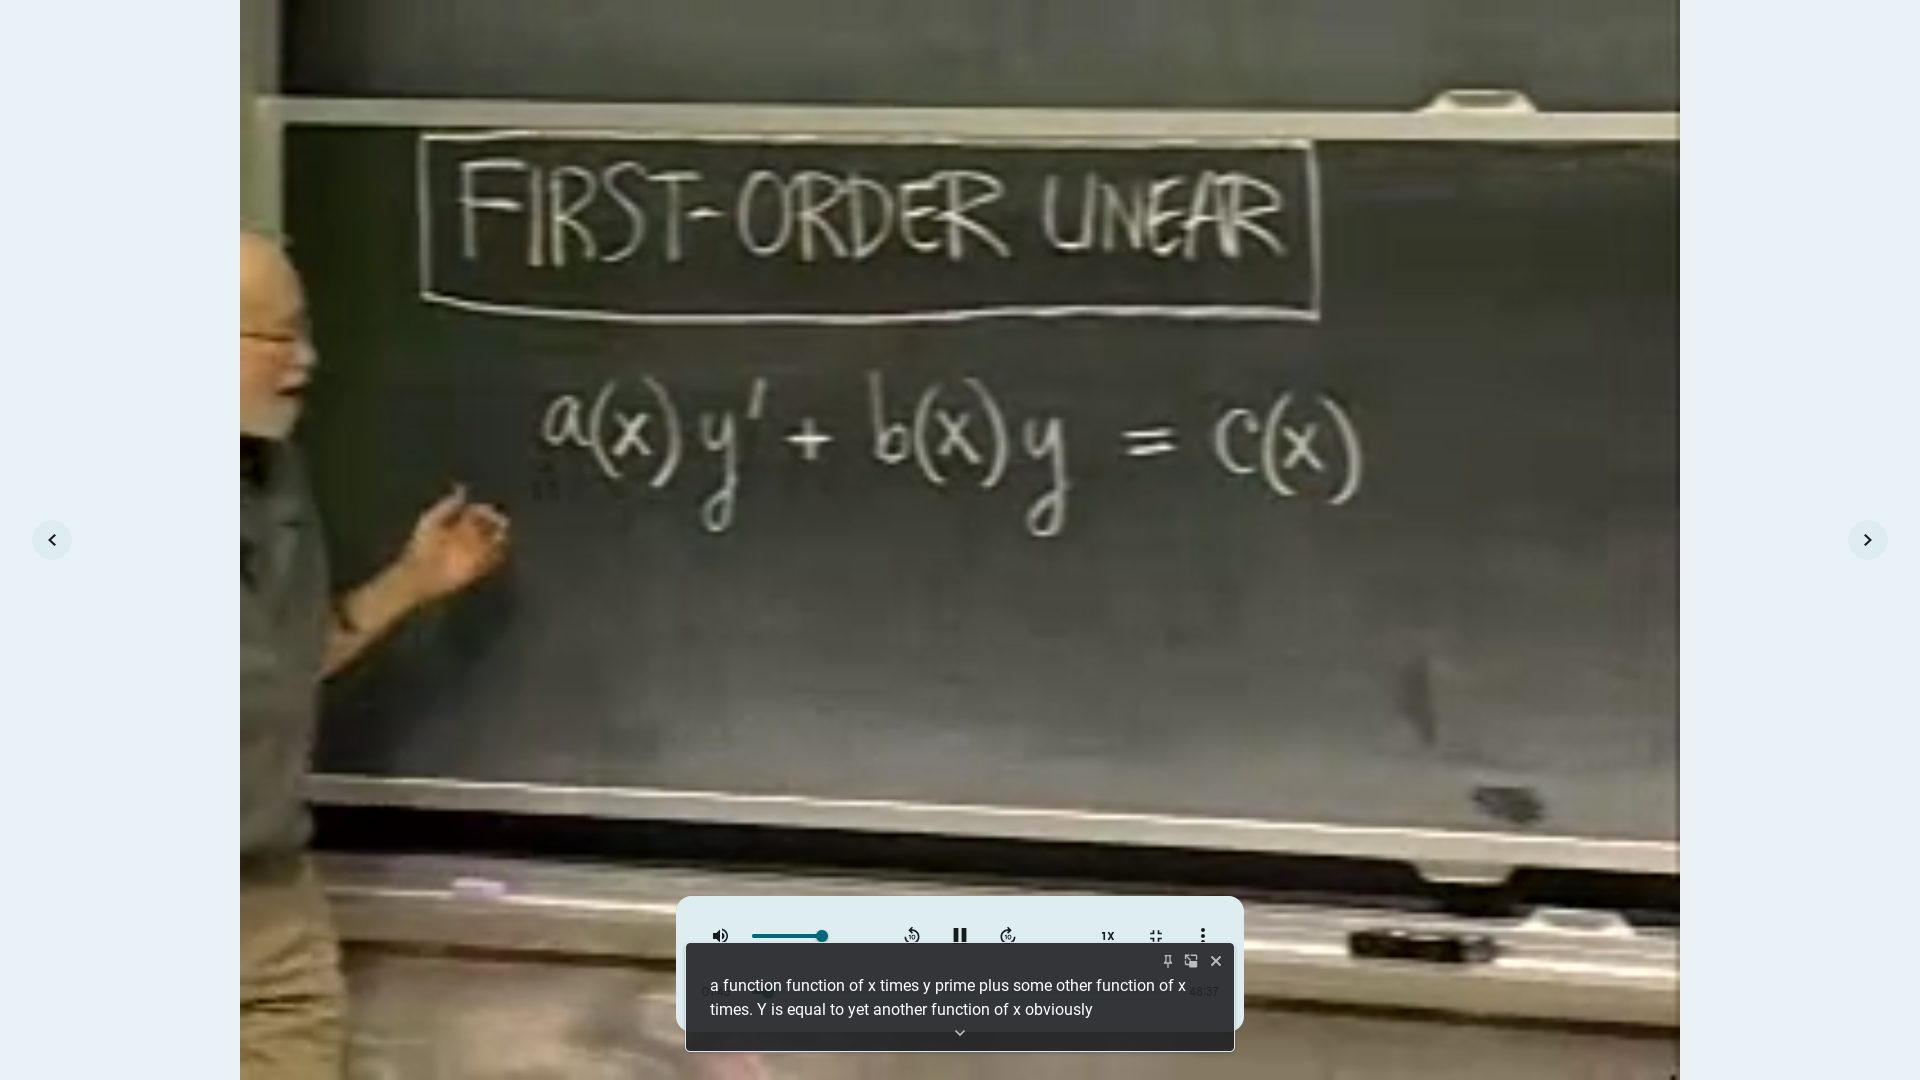 FIRST-ORDER LINEAR
a(x)y' + b(x)y = c(x)
1X
a function function of x times y prime plus some other function of x
times. Y is equal to yet another function of x obviously
48:37